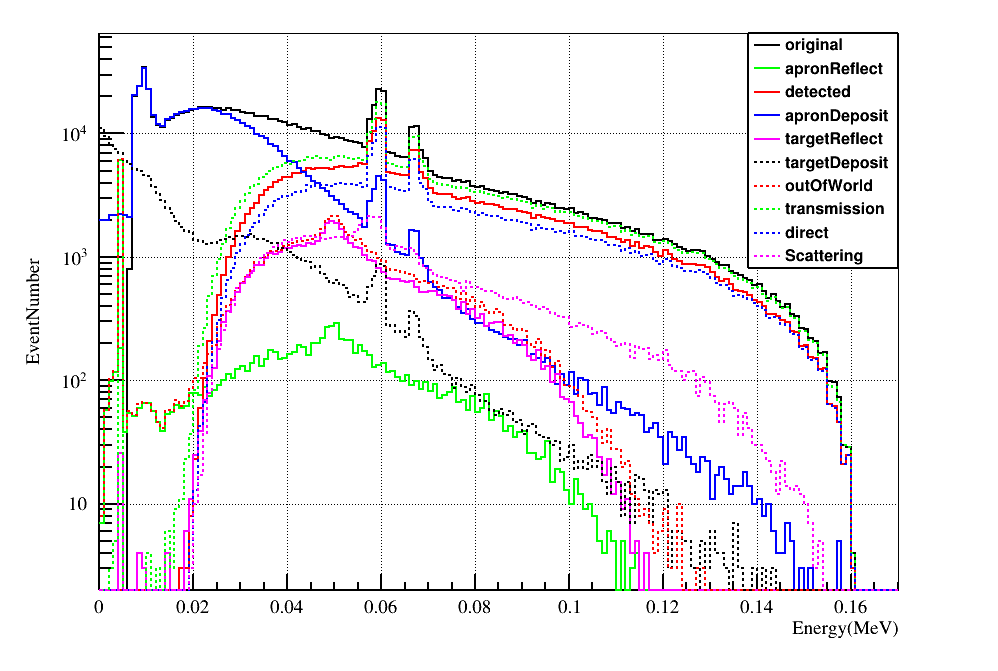 original
apronReflect
detected
apronDeposit
targetReflect
targetDeposit
outOfWorld
transmission
direct
Scattering
EventNumber
10⁴
10³
10²
10
0 0.02 0.04 0.06 0.08 0.1 0.12 0.14 0.16
Energy(MeV)